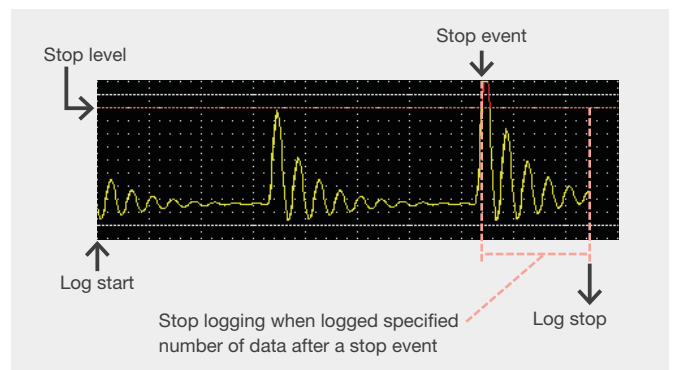 Stop event
Stop level
Log start
Stop logging when logged specified
number of data after a stop event
Log stop